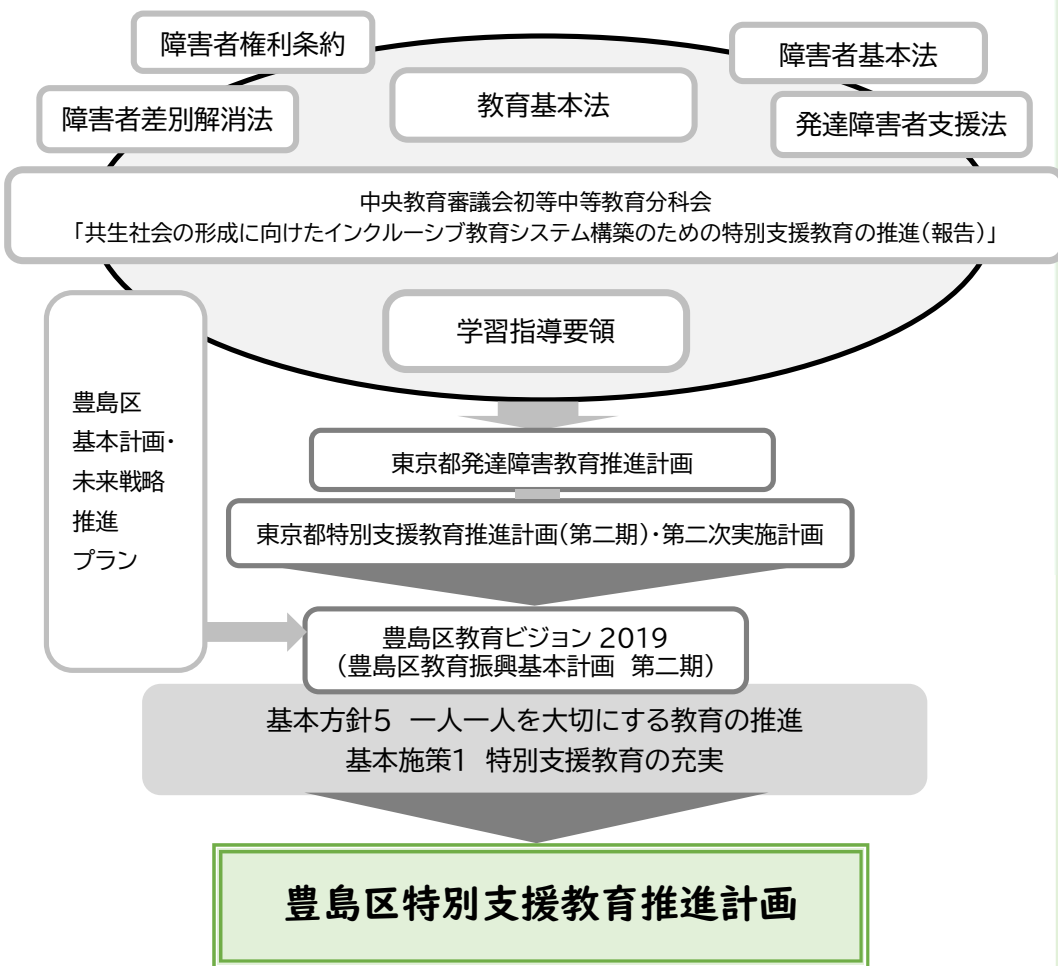 障害者権利条約
障害者基本法
教育基本法
障害者差別解消法
発達障害者支援法
中央教育審議会初等中等教育分科会
「共生社会の形成に向けたインクルーシブ教育システム構築のための特別支援教育の推進(報告)」
学習指導要領
豊島区
基本計画・
未来戦略
推進
プラン
東京都発達障害教育推進計画
東京都特別支援教育推進計画(第二期)・第二次実施計画
豊島区教育ビジョン 2019
(豊島区教育振興基本計画 第二期)
基本方針5 一人一人を大切にする教育の推進
基本施策1 特別支援教育の充実
豊島区特別支援教育推進計画